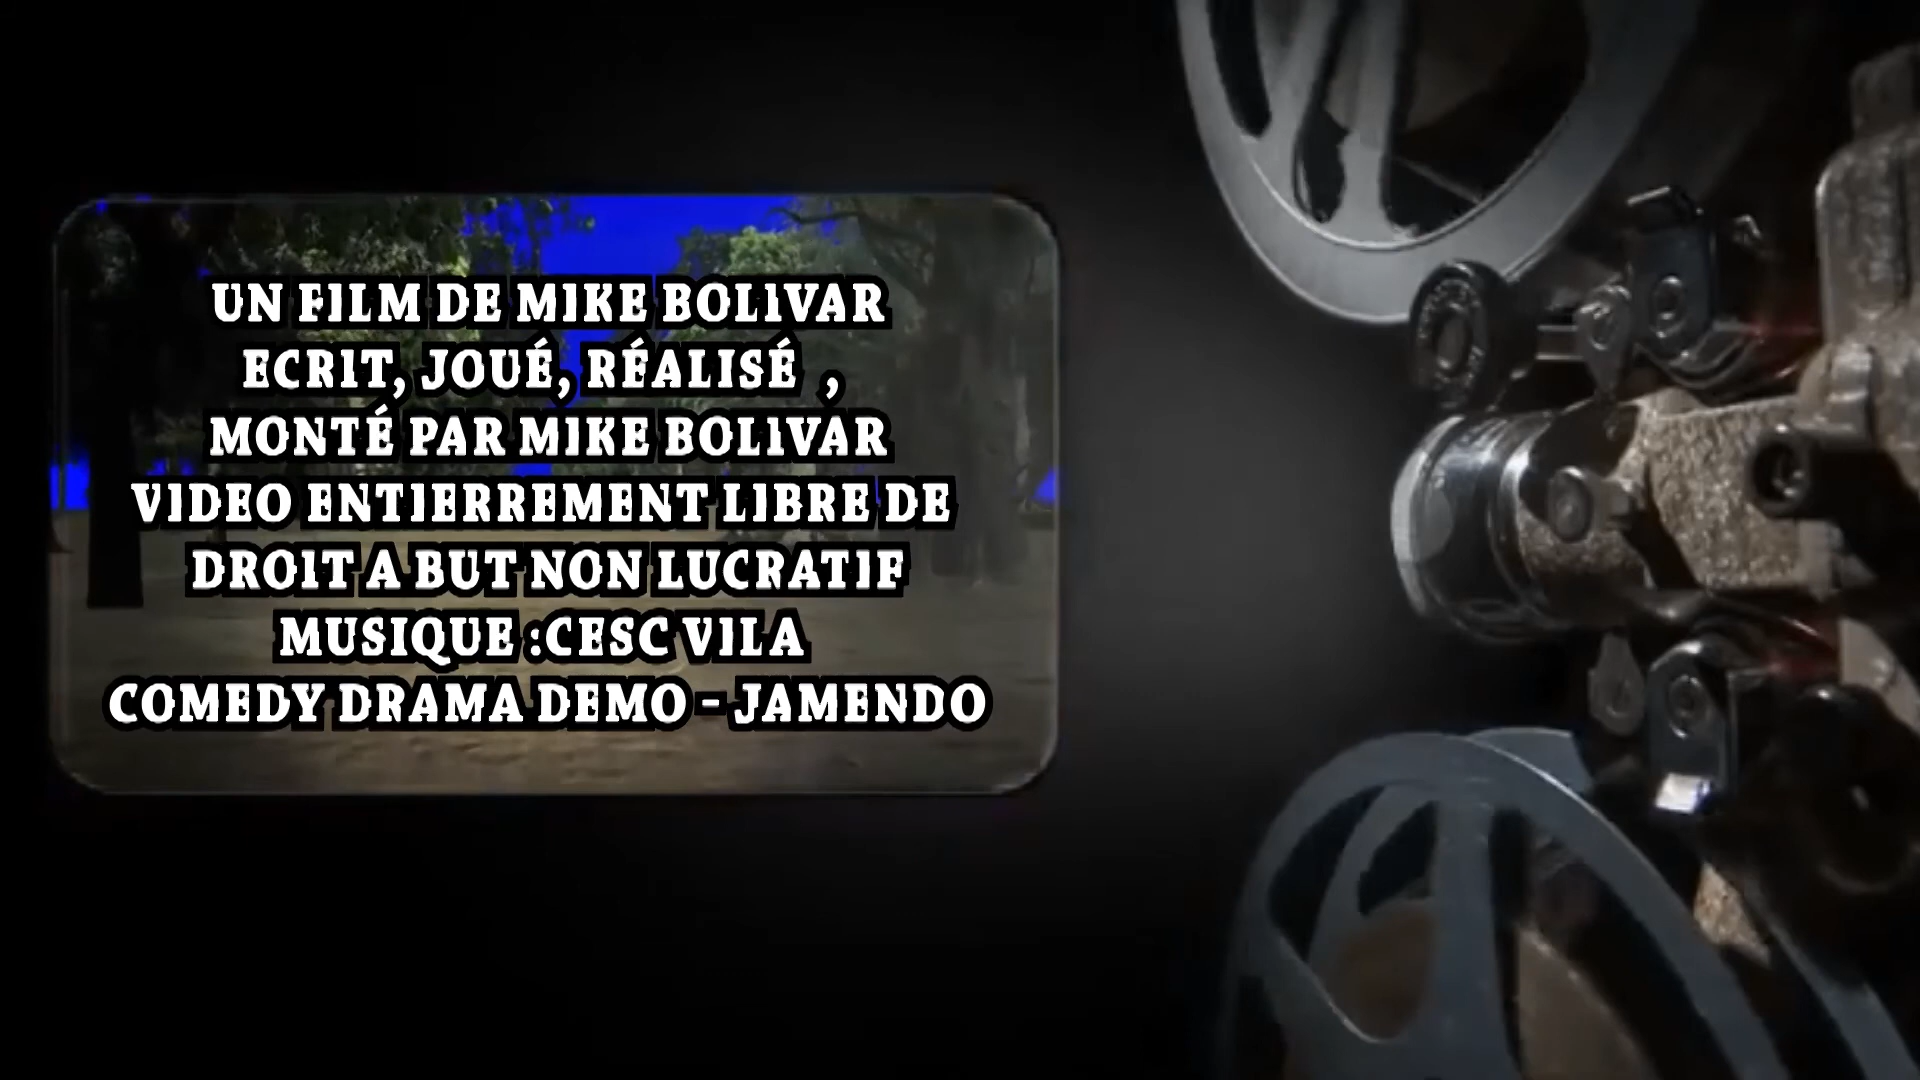 UN FILM DE MIKE BOLIVAR
ECRIT, JOUÉ, RÉALISÉ ,
MONTÉ PAR MIKE BOLIVAR
VIDEO ENTIERREMENT LIBRE DE
DROIT A BUT NON LUCRATIF
MUSIQUE :CESC VILA
COMEDY DRAMA DEMO - JAMENDO